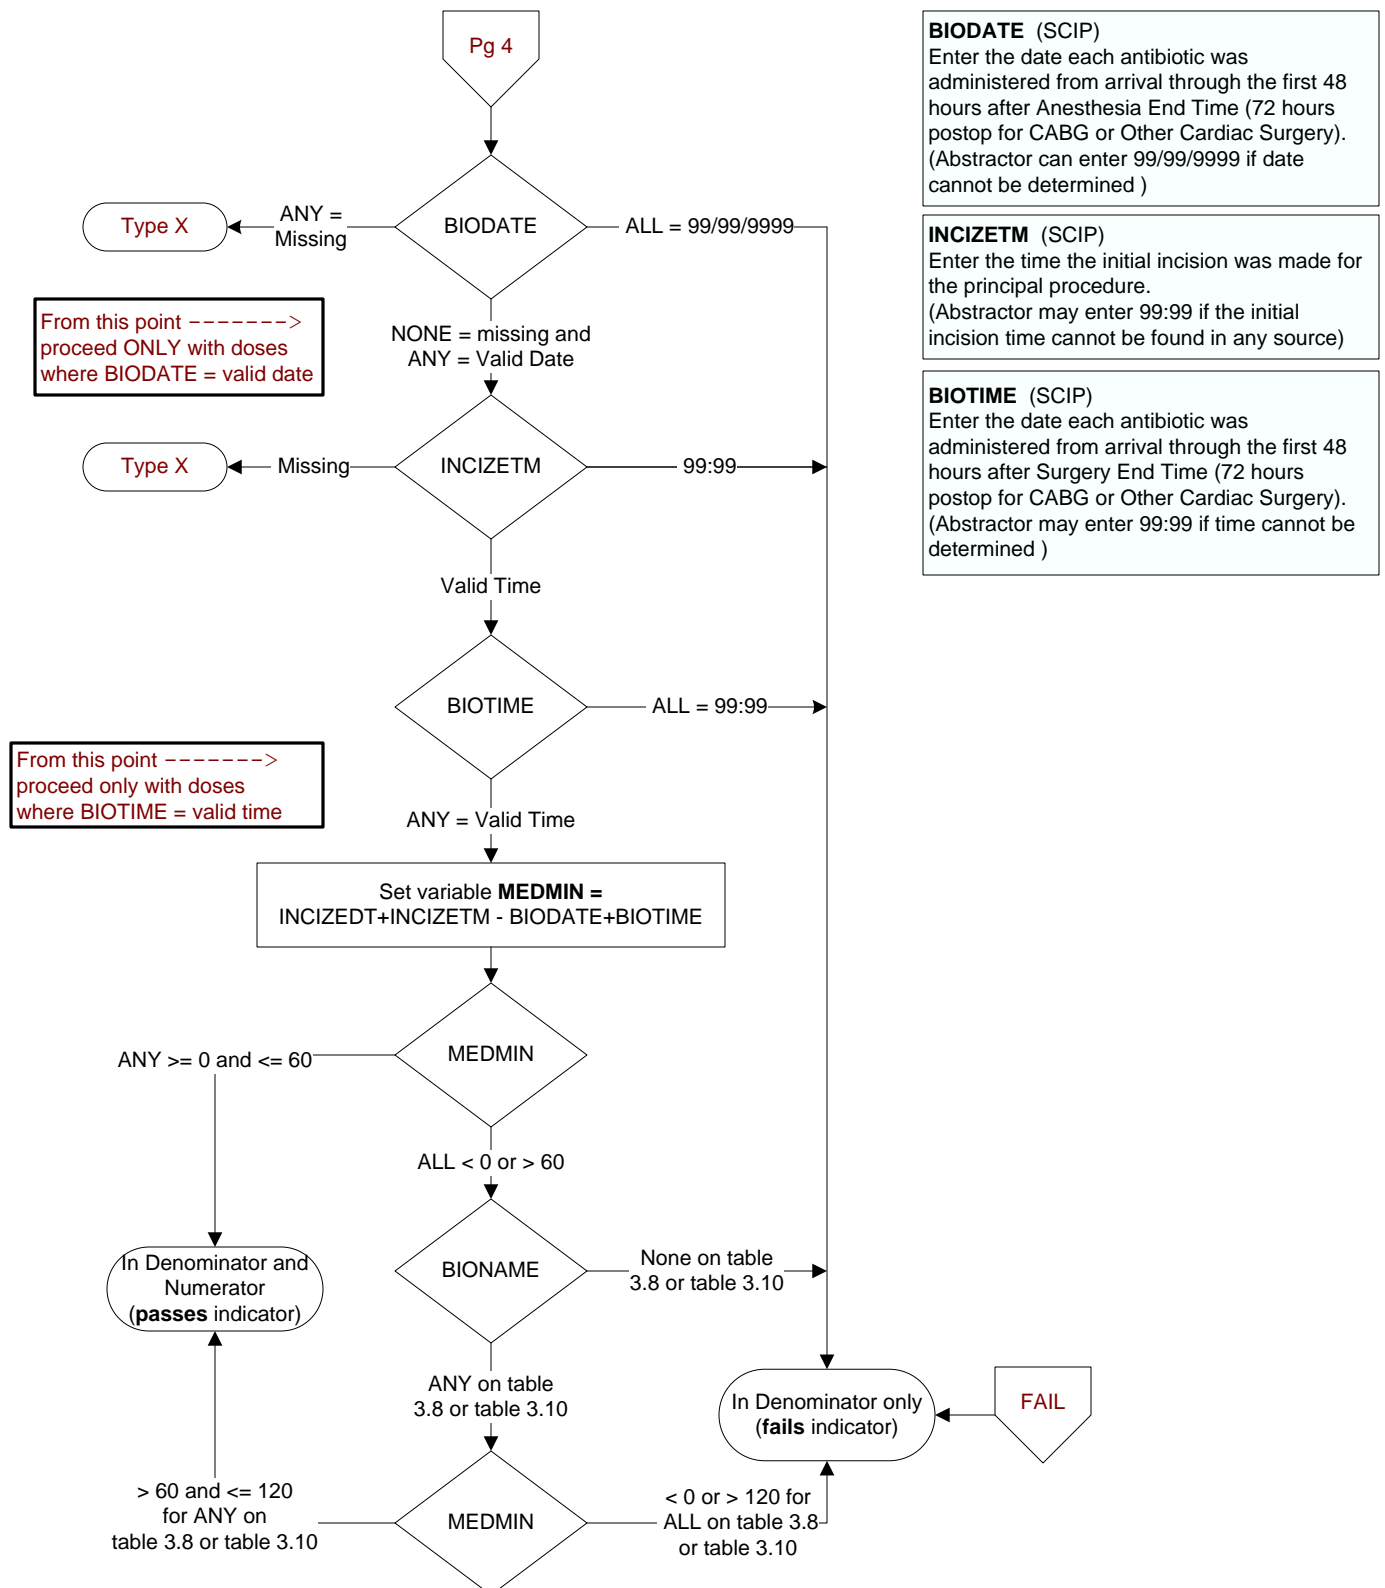 Pg 4
BIODATE (SCIP)
Enter the date each antibiotic was
administered from arrival through the first 48
hours after Anesthesia End Time (72 hours
postop for CABG or Other Cardiac Surgery).
(Abstractor can enter 99/99/9999 if date
cannot be determined )
Type X
ANY =
Missing
BIODATE
ALL = 99/99/9999
INCIZETM (SCIP)
Enter the time the initial incision was made for
the principal procedure.
(Abstractor may enter 99:99 if the initial
incision time cannot be found in any source)
From this point ------->
proceed ONLY with doses
where BIODATE = valid date
NONE = missing and
ANY = Valid Date
BIOTIME (SCIP)
Enter the date each antibiotic was
administered from arrival through the first 48
hours after Surgery End Time (72 hours
postop for CABG or Other Cardiac Surgery).
(Abstractor may enter 99:99 if time cannot be
determined )
Type X
Missing
INCIZETM
99:99
Valid Time
BIOTIME
ALL = 99:99
From this point ------->
proceed only with doses
where BIOTIME = valid time
ANY = Valid Time
Set variable MEDMIN =
INCIZEDT+INCIZETM - BIODATE+BIOTIME
MEDMIN
ANY >= 0 and <= 60
ALL < 0 or > 60
In Denominator and
Numerator
(passes indicator)
BIONAME
None on table
3.8 or table 3.10
ANY on table
3.8 or table 3.10
In Denominator only
(fails indicator)
FAIL
> 60 and <= 120
for ANY on
table 3.8 or table 3.10
MEDMIN
< 0 or > 120 for
ALL on table 3.8
or table 3.10